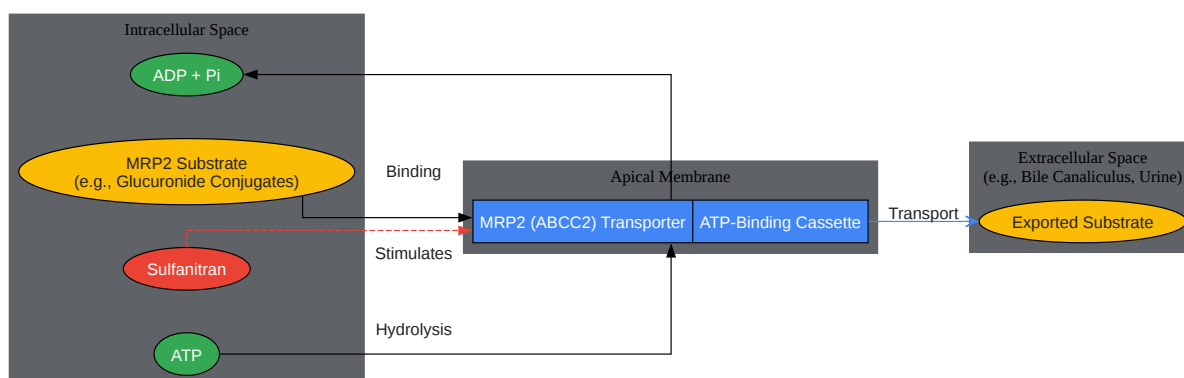 Intracellular Space
ADP + Pi
MRP2 Substrate
(e.g., Glucuronide Conjugates)
Sulfanitran
ATP
Binding
Stimulates
Hydrolysis
Apical Membrane
MRP2 (ABCC2) Transporter
ATP-Binding Cassette
Transport
Extracellular Space
(e.g., Bile Canaliculus, Urine)
Exported Substrate